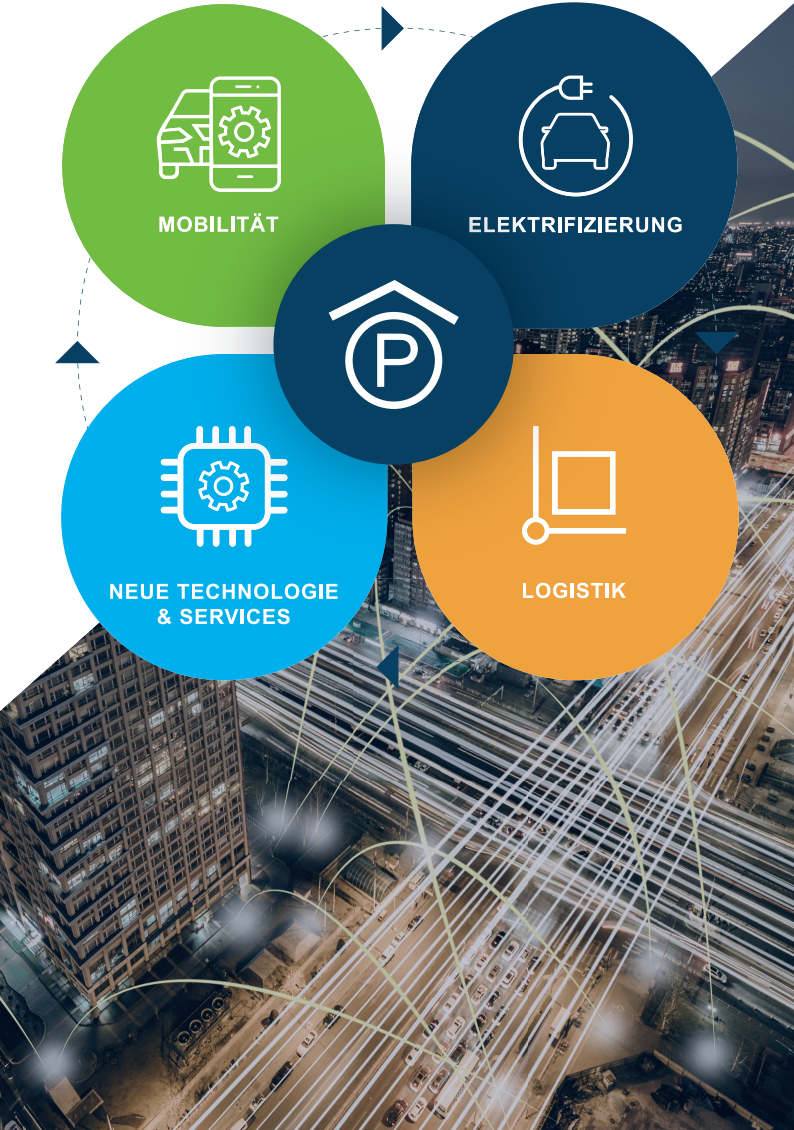 MOBILITÄT
ELEKTRIFIZIERUNG
P
NEUE TECHNOLOGIE
& SERVICES
LOGISTIK